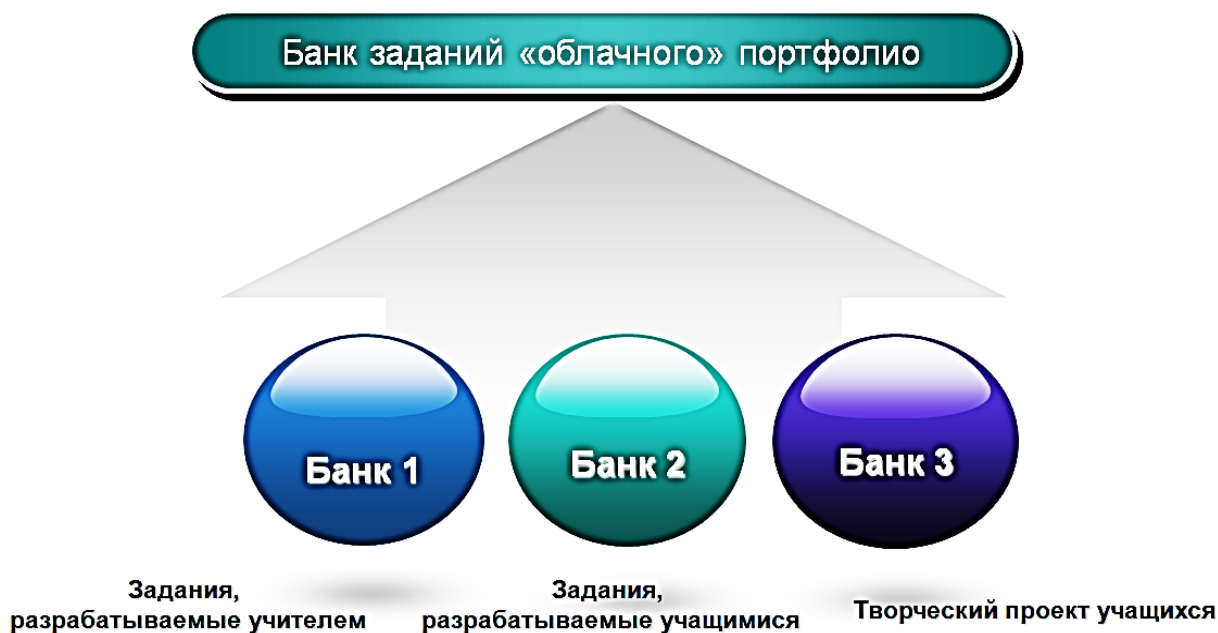 Банк заданий «облачного» портфолио
Банк 1
Банк 2
Банк 3
Задания,
разрабатываемые учителем
Задания,
разрабатываемые учащимися
Творческий проект учащихся